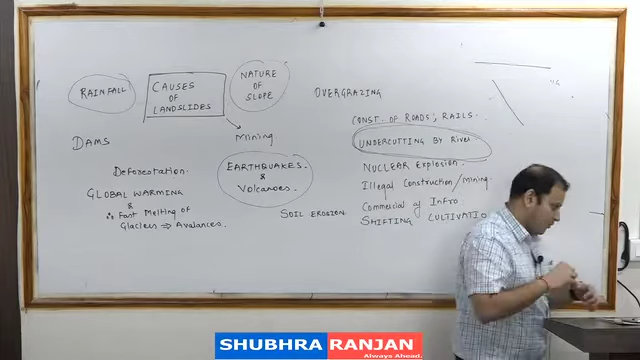 RAINFALL
CAUSES
OF
LANDSLIDES
NATURE
OF
SLOPE
OVERGRAZING
CONST. OF ROADS, RAILS.
DAMS
Mining
UNDERCUTTING BY River
Deforestation
EARTHQUAKES
&
Volcanoes.
NUCLEAR Explosion.
GLOBAL WARMING
&
∴ Fast Melting of
Glaciers ⇒ Avalances.
Illegal Construction/Mining.
SOIL EROSION
Commercial of Infra
SHIFTING CULTIVATIO
SHUBHRA RANJAN
Always Ahead.